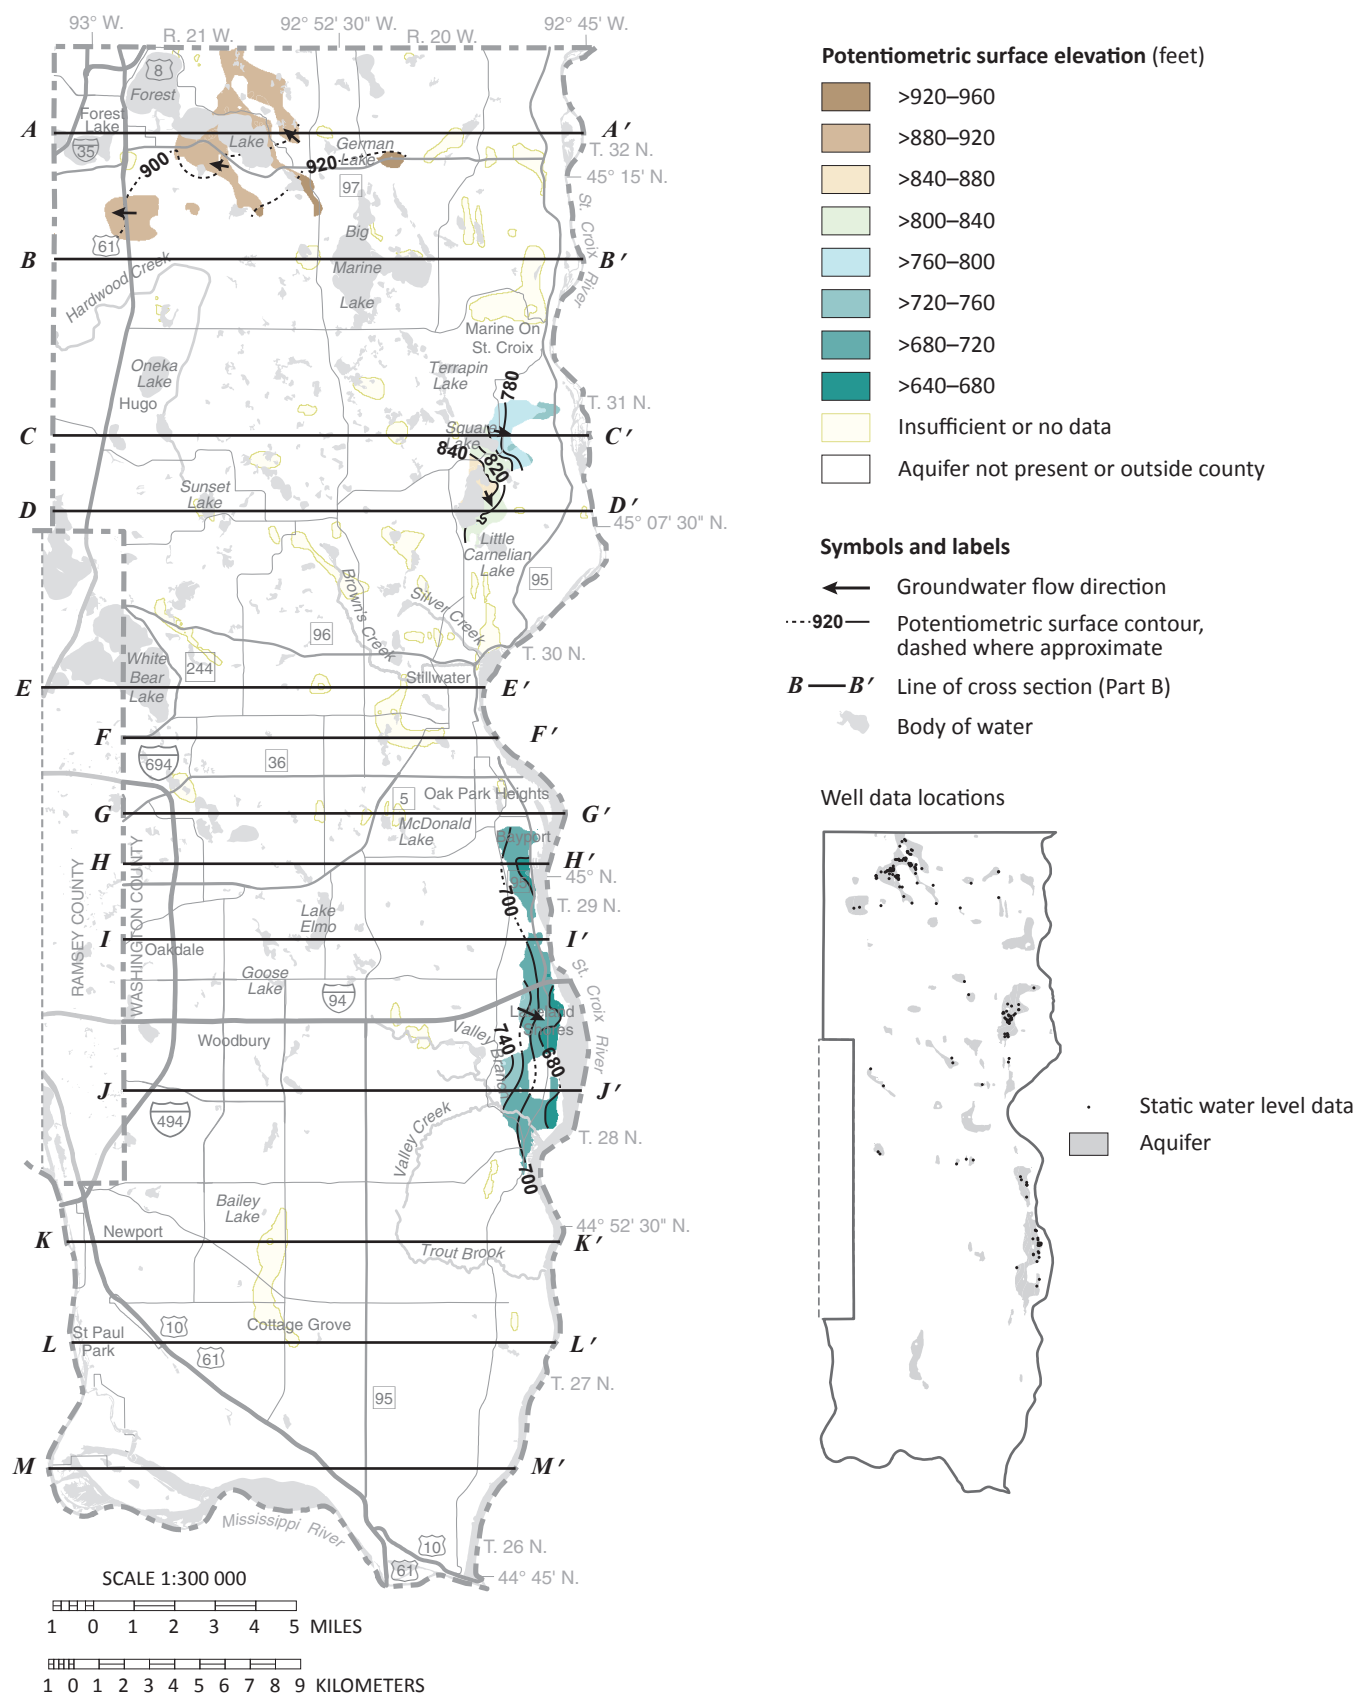 93° W.
R. 21 W.
92° 52' 30" W.
R. 20 W.
92° 45' W.
8
Forest
Forest
Lake
A
A'
Lake
German
Lake
35
T. 32 N.
900
920
45° 15' N.
97
St. Croix River
61
Big
Marine
Lake
B
B'
Hardwood Creek
Marine On
St. Croix
Oneka
Lake
Terrapin
Lake
780
Hugo
T. 31 N.
C
C'
Square
Lake
840
820
Sunset
Lake
D
D'
45° 07' 30" N.
Little
Carnelian
Lake
95
Brown's Creek
Silver Creek
96
T. 30 N.
White
Bear
Lake
244
Stillwater
E
E'
F
F'
694
36
5
Oak Park Heights
G
G'
McDonald
Lake
Bayport
H
H'
45° N.
95
700
T. 29 N.
Lake
Elmo
I
I'
Oakdale
RAMSEY COUNTY
WASHINGTON COUNTY
Goose
Lake
94
St. Croix River
Lakeland
Shores
Woodbury
Valley Branch
740
680
J
J'
494
Valley Creek
T. 28 N.
700
Bailey
Lake
44° 52' 30" N.
Newport
K
K'
Trout Brook
10
Cottage Grove
St Paul
Park
L
L'
61
T. 27 N.
95
M
M'
Mississippi River
10
T. 26 N.
61
44° 45' N.
SCALE 1:300 000
1 0 1 2 3 4 5 MILES
1 0 1 2 3 4 5 6 7 8 9 KILOMETERS
Potentiometric surface elevation (feet)
>920–960
>880–920
>840–880
>800–840
>760–800
>720–760
>680–720
>640–680
Insufficient or no data
Aquifer not present or outside county
Symbols and labels
Groundwater flow direction
920 Potentiometric surface contour,
dashed where approximate
B B' Line of cross section (Part B)
Body of water
Well data locations
Static water level data
Aquifer